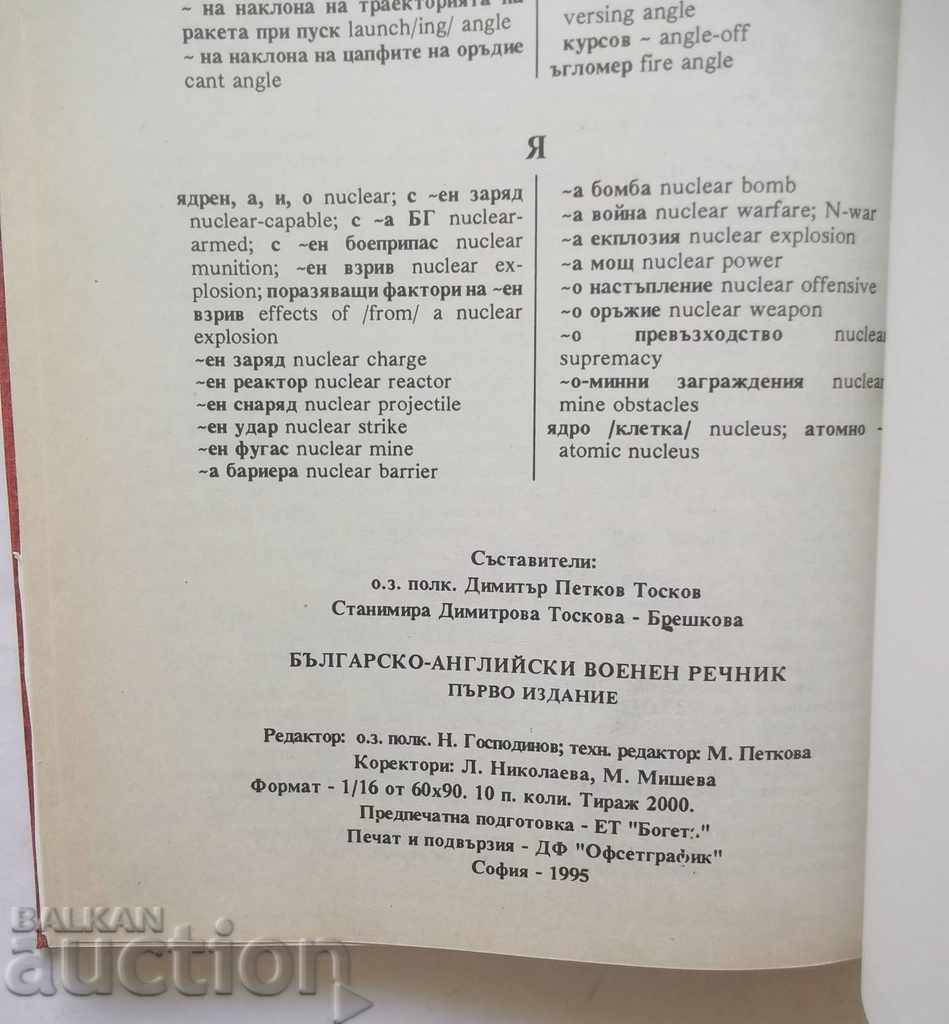 ~ на наклона на траекторията на
ракета при пуск launch/ing/ angle
~ на наклона на цапфите на оръдие
cant angle
versing angle
курсов ~ angle-off
ъгломер fire angle
Я
ядрен, а, и, о nuclear; с ~ен заряд
nuclear-capable; с ~а БГ nuclear-
armed; с ~ен боеприпас nuclear
munition; ~ен взрив nuclear ex-
plosion; поразяващи фактори на ~ен
взрив effects of /from/ a nuclear
explosion
~ен заряд nuclear charge
~ен реактор nuclear reactor
~ен снаряд nuclear projectile
~ен удар nuclear strike
~ен фугас nuclear mine
~а бариера nuclear barrier
~а бомба nuclear bomb
~а война nuclear warfare; N-war
~а екплозия nuclear explosion
~а мощ nuclear power
~о настъпление nuclear offensive
~о оръжие nuclear weapon
~о превъзходство nuclear
supremacy
~о-минни заграждения nuclear
mine obstacles
ядро /клетка/ nucleus; атомно ~
atomic nucleus
Съставители:
о.з. полк. Димитър Петков Тосков
Станимира Димитрова Тоскова - Брешкова
БЪЛГАРСКО-АНГЛИЙСКИ ВОЕНЕН РЕЧНИК
ПЪРВО ИЗДАНИЕ
Редактор: о.з. полк. Н. Господинов; техн. редактор: М. Петкова
Коректори: Л. Николаева, М. Мишева
Формат - 1/16 от 60x90. 10 п. коли. Тираж 2000.
Предпечатна подготовка - ЕТ
Печат и подвързия - ДФ "Офсетграфик"
София - 1995
BALKAN
auction